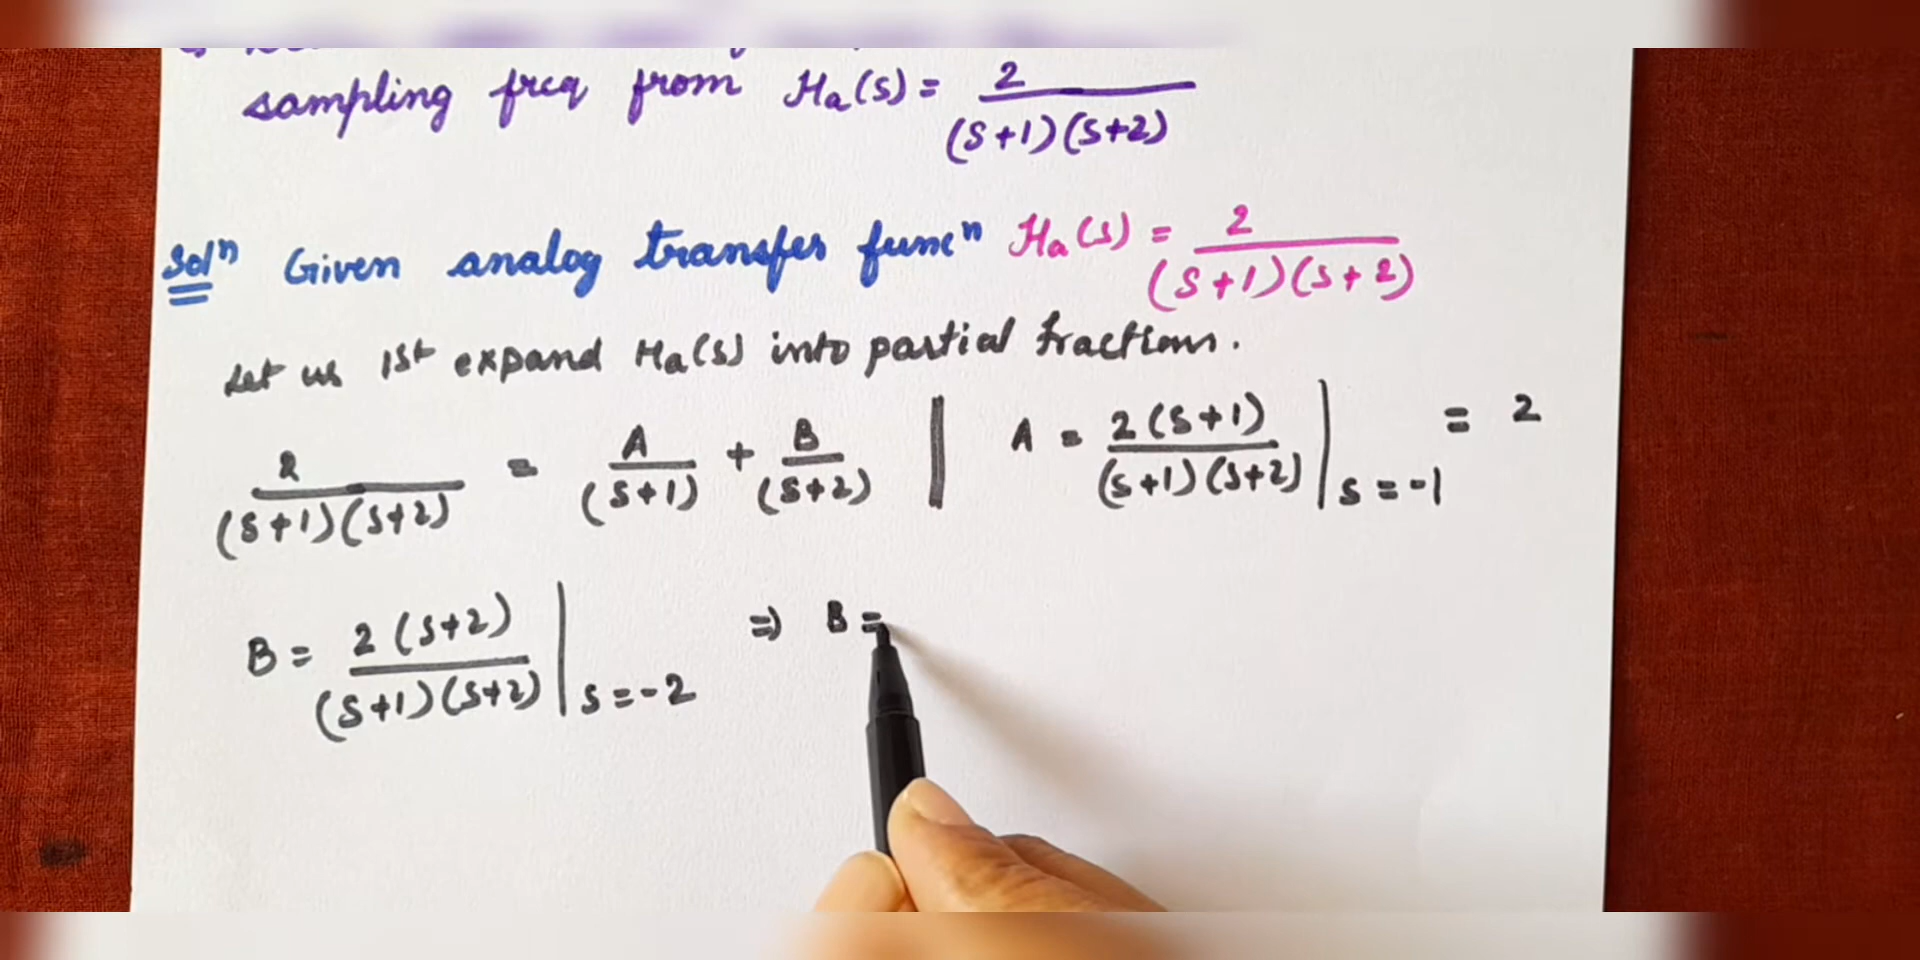 sampling freq from Ha(s) = 2 / (s+1)(s+2)
Solⁿ Given analog transfer funcⁿ Ha(s) = 2 / (s+1)(s+2)
Let us 1st expand Ha(s) into partial fractions.
2 / (s+1)(s+2) = A / (s+1) + B / (s+2) | A = 2(s+1) / (s+1)(s+2) | s=-1 = 2
B = 2(s+2) / (s+1)(s+2) | s=-2 ⇒ B =